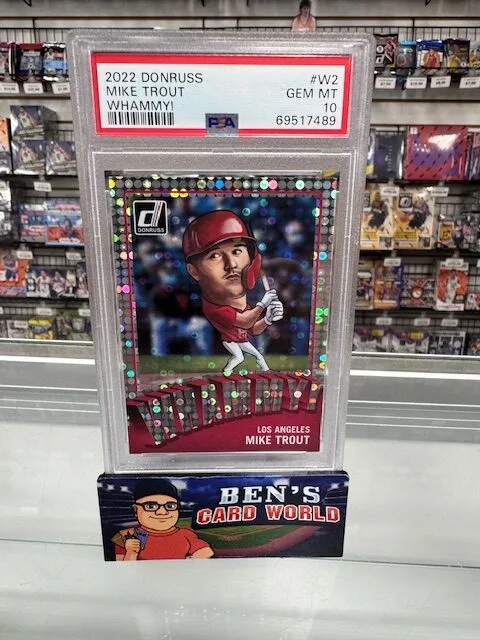 2022 DONRUSS #W2
MIKE TROUT GEM MT
WHAMMY! 10
PSA 69517489
d
DONRUSS
WHAMMY!
LOS ANGELES
MIKE TROUT
BEN'S
CARD WORLD